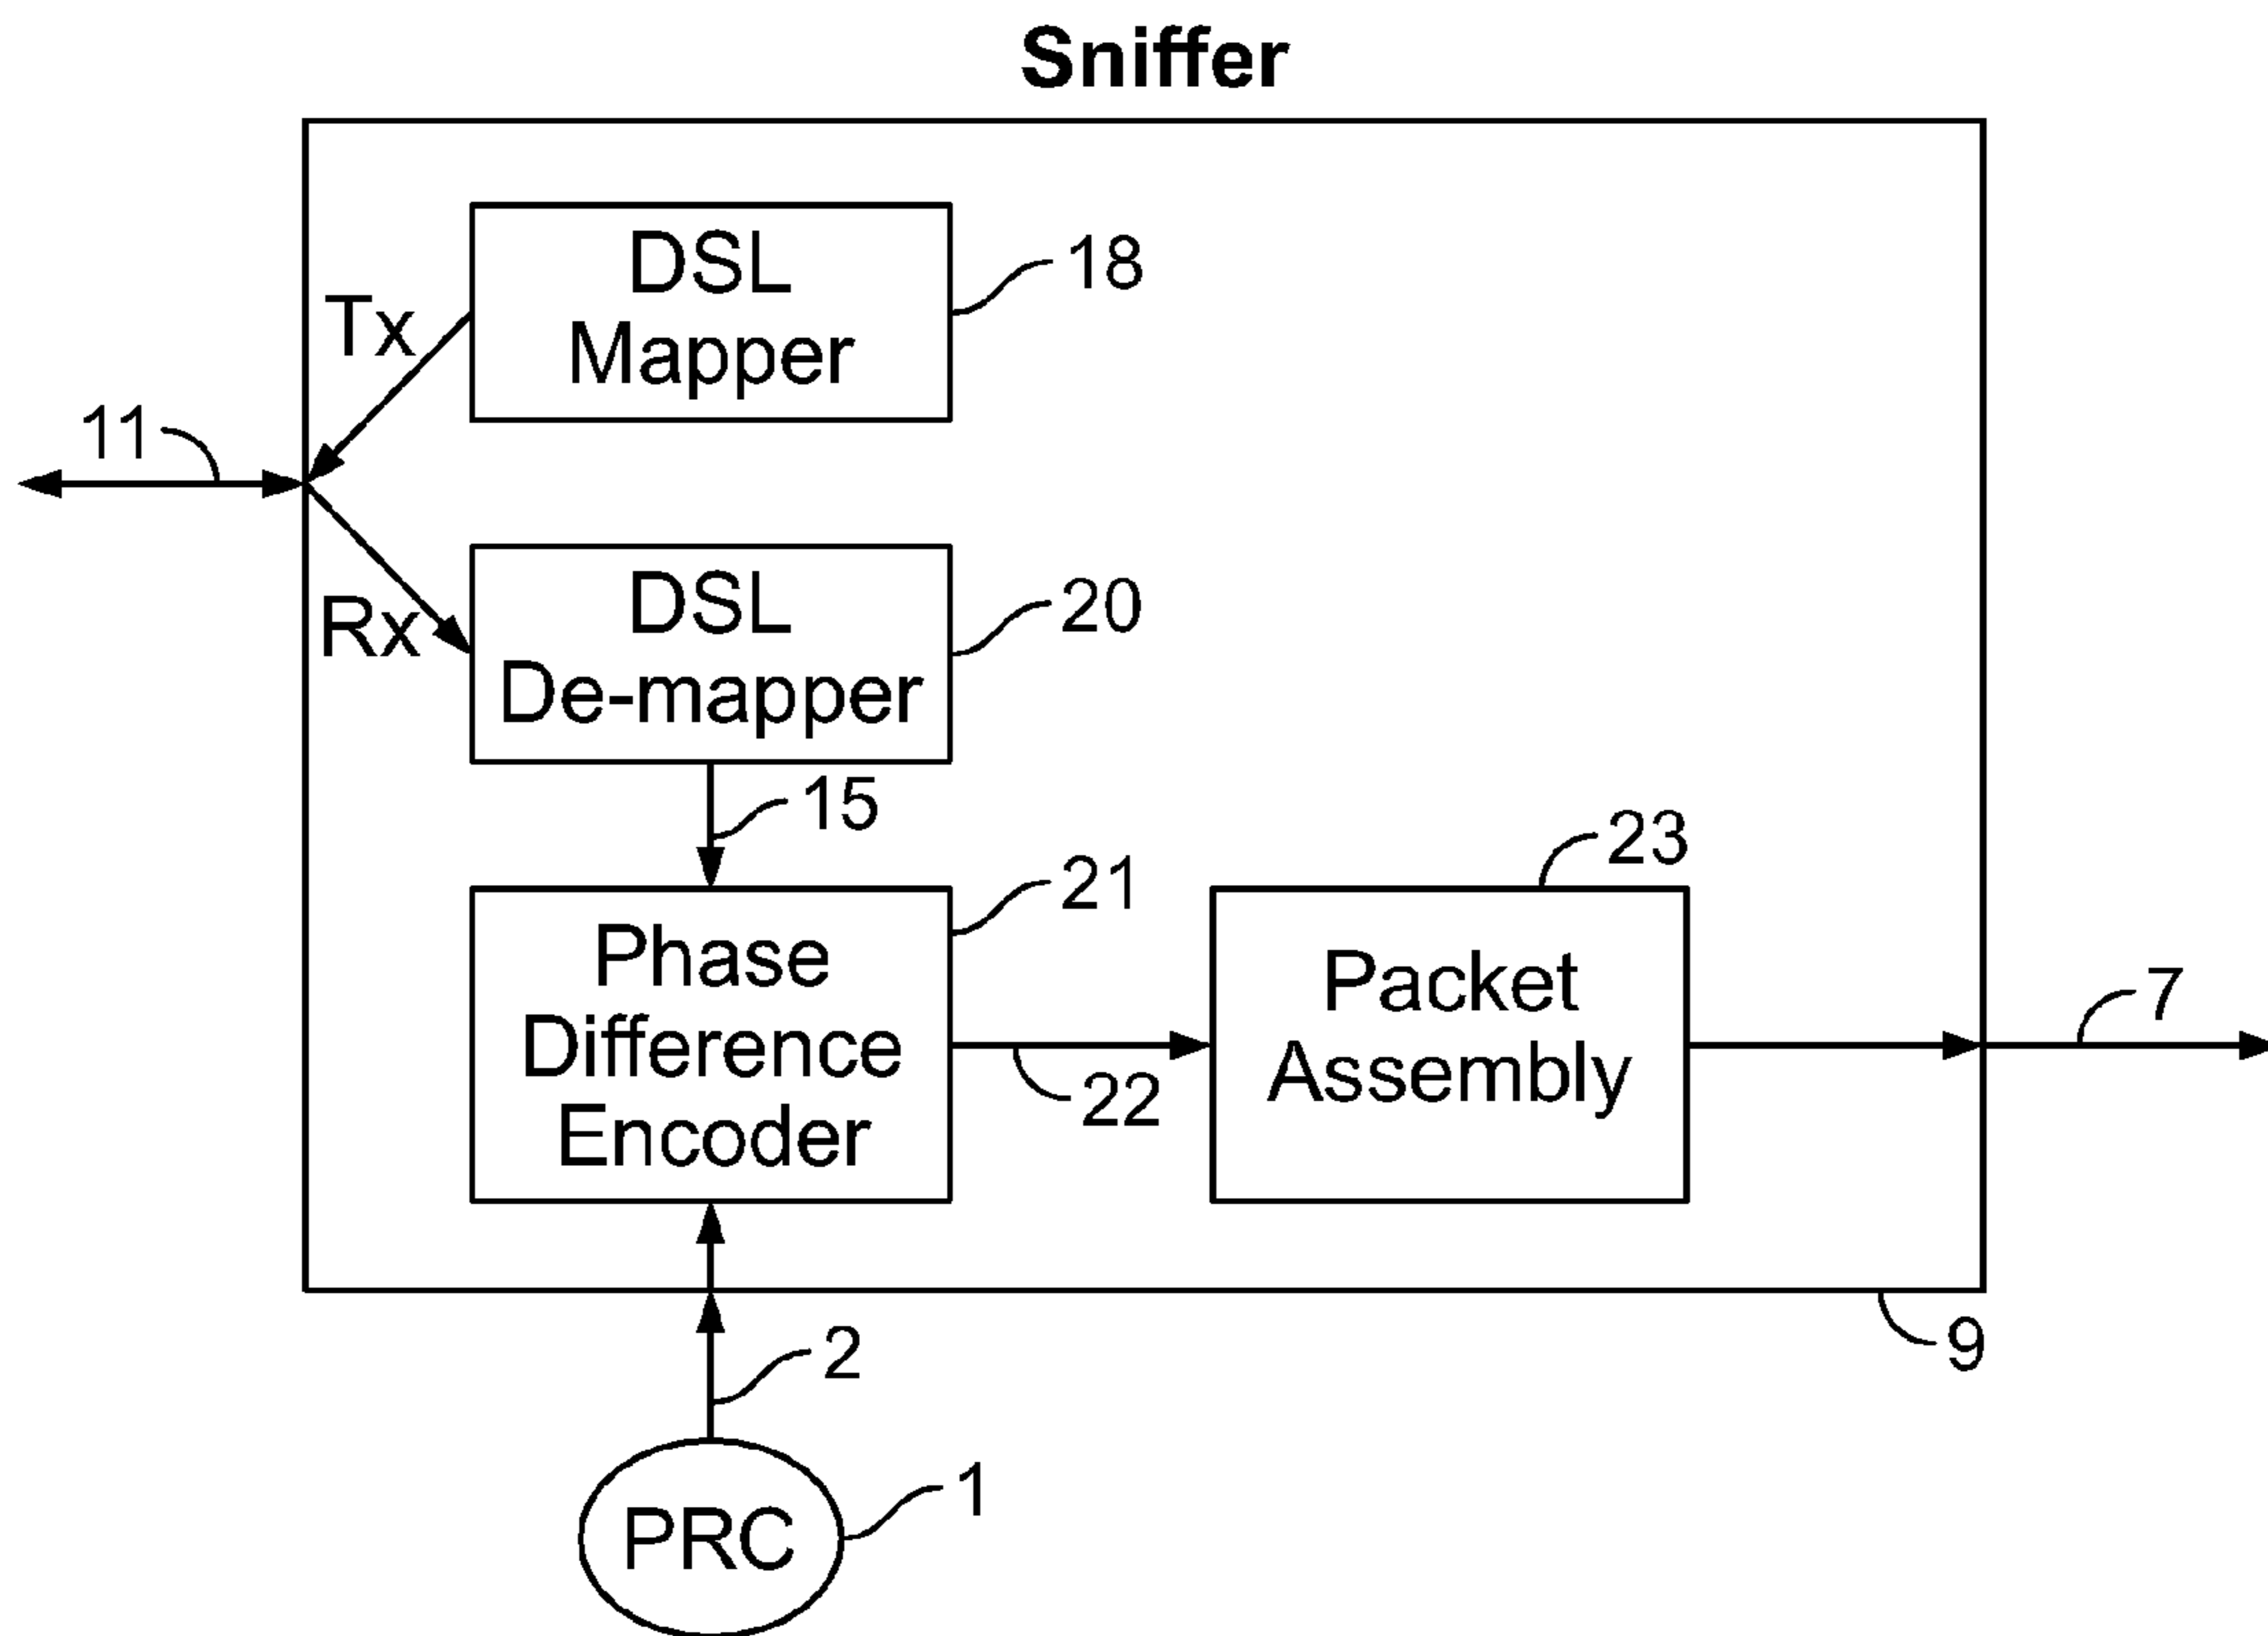 Sniffer
DSL
Mapper
18
Tx
11
DSL
De-mapper
20
Rx
15
21
23
Phase
Difference
Encoder
Packet
Assembly
7
22
2
9
1
PRC